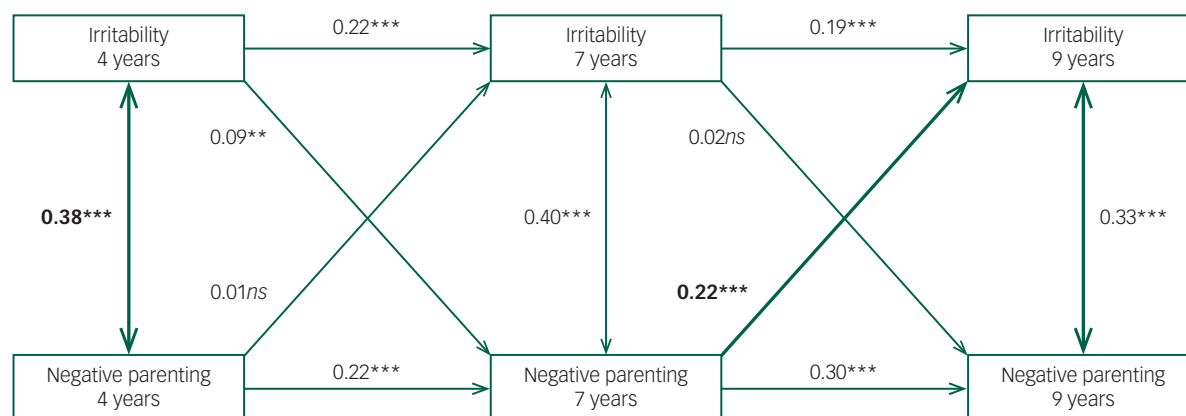 Irritability
4 years
0.22***
Irritability
7 years
0.19***
Irritability
9 years
0.09**
0.02ns
0.38***
0.40***
0.33***
0.01ns
0.22***
Negative parenting
4 years
0.22***
Negative parenting
7 years
0.30***
Negative parenting
9 years